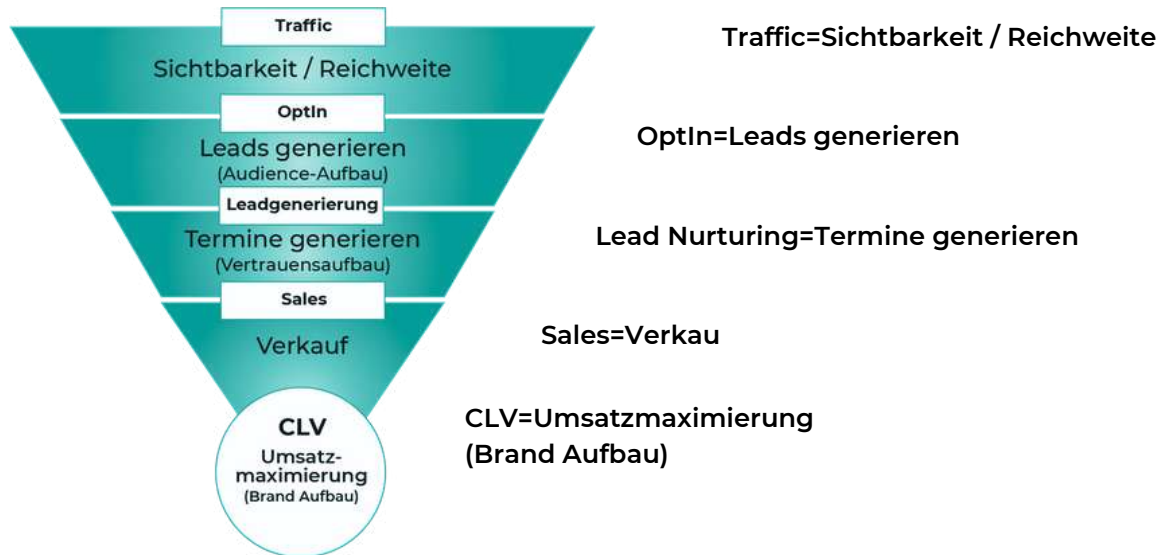 Traffic
Sichtbarkeit / Reichweite
OptIn
Leads generieren
(Audience-Aufbau)
Leadgenerierung
Termine generieren
(Vertrauensaufbau)
Sales
Verkauf
CLV
Umsatz-
maximierung
(Brand Aufbau)
Traffic=Sichtbarkeit / Reichweite
OptIn=Leads generieren
Lead Nurturing=Termine generieren
Sales=Verkau
CLV=Umsatzmaximierung
(Brand Aufbau)